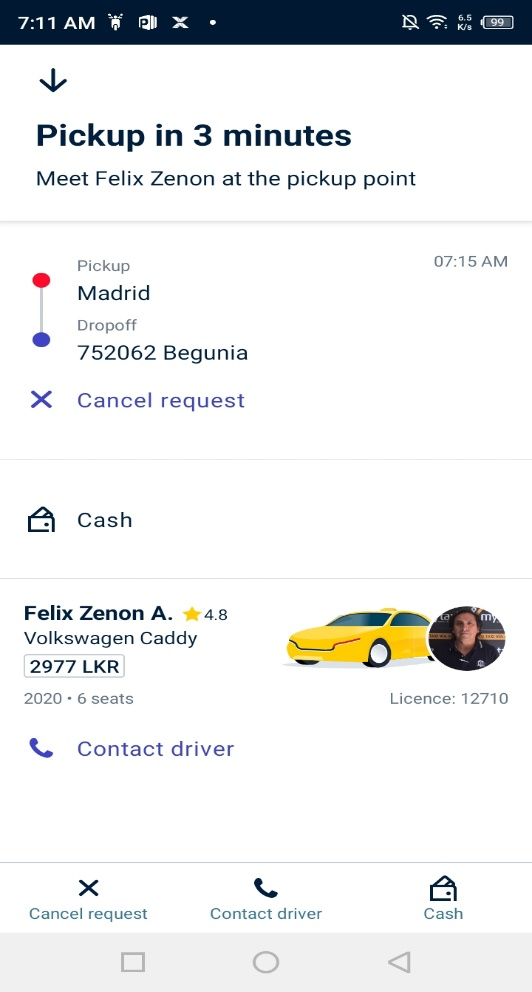 7:11 AM
6.5
K/s
99
Pickup in 3 minutes
Meet Felix Zenon at the pickup point
Pickup
07:15 AM
Madrid
Dropoff
752062 Begunia
Cancel request
Cash
Felix Zenon A. 4.8
Volkswagen Caddy
2977 LKR
2020 • 6 seats
Licence: 12710
Contact driver
Cancel request
Contact driver
Cash